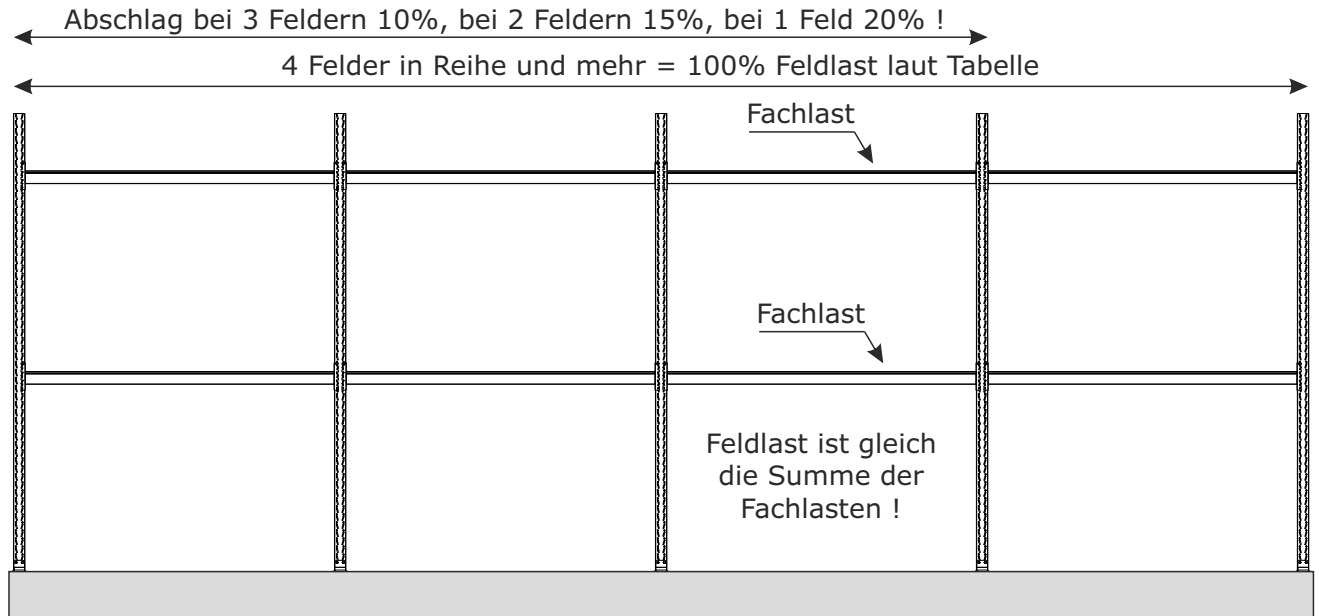 Abschlag bei 3 Feldern 10%, bei 2 Feldern 15%, bei 1 Feld 20% !
4 Felder in Reihe und mehr = 100% Feldlast laut Tabelle
Fachlast
Fachlast
Feldlast ist gleich
die Summe der
Fachlasten !